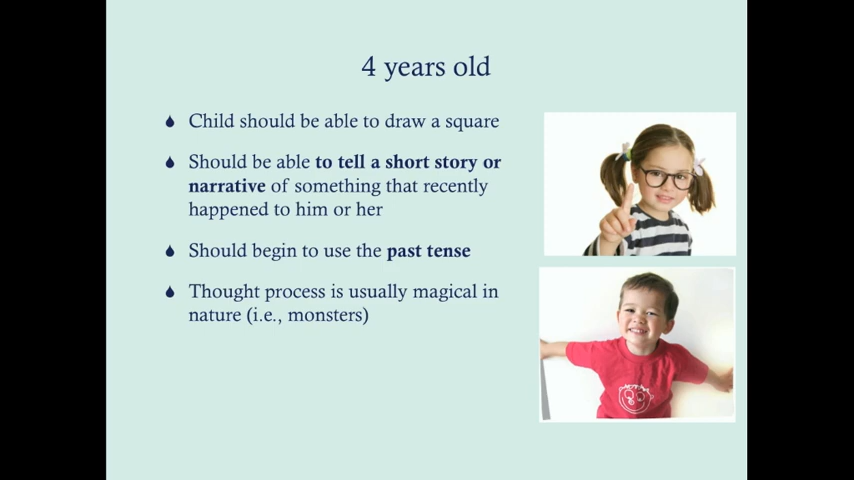 4 years old
Child should be able to draw a square
Should be able to tell a short story or
narrative of something that recently
happened to him or her
Should begin to use the past tense
Thought process is usually magical in
nature (i.e., monsters)